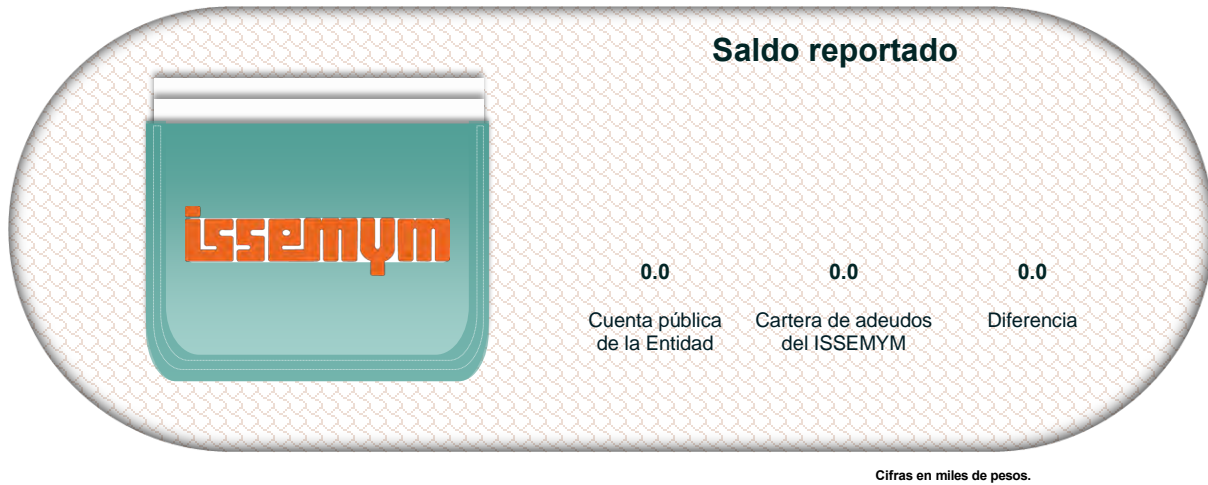 Saldo reportado
issemym
0.0 0.0 0.0
Cuenta pública Cartera de adeudos Diferencia
de la Entidad del ISSEMYM
Cifras en miles de pesos.